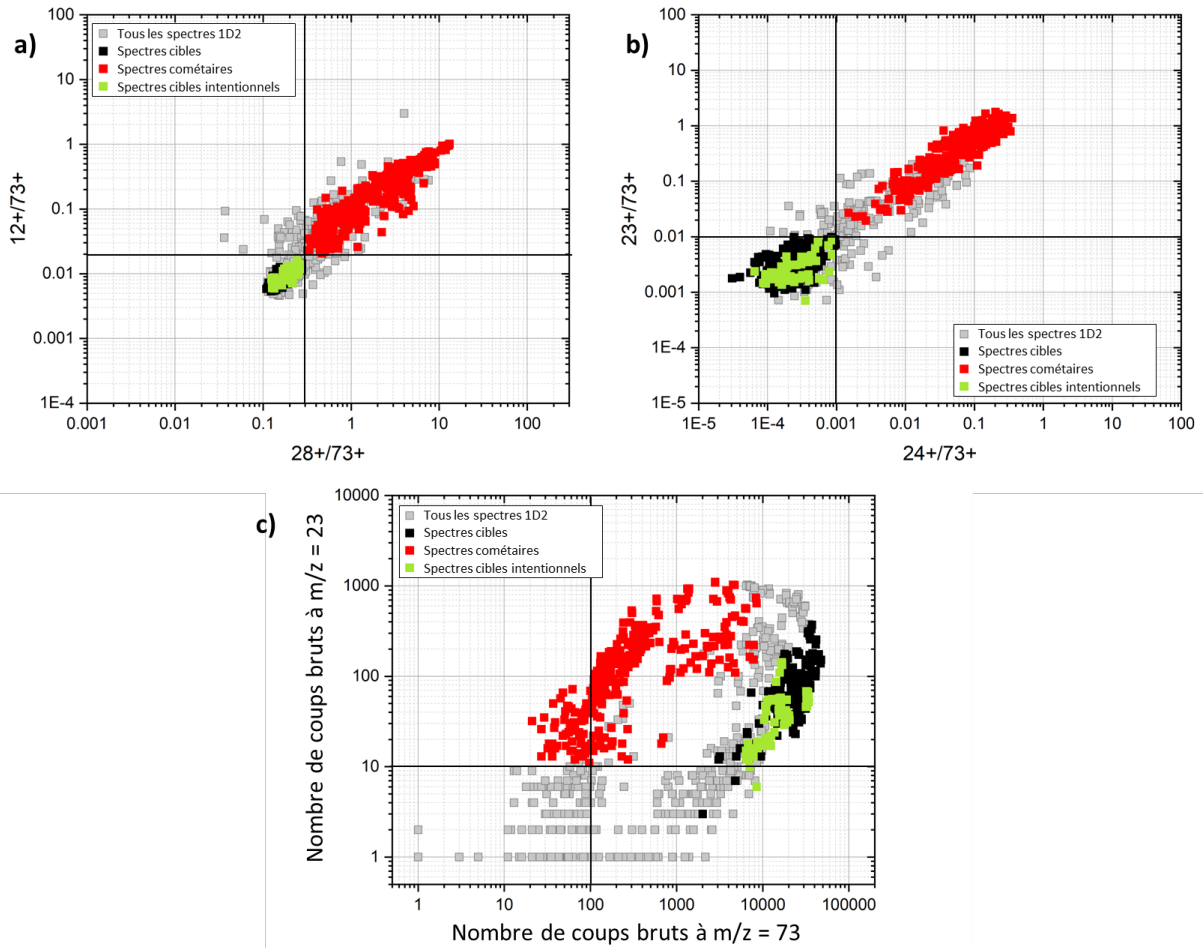 a)
Tous les spectres 1D2
Spectres cibles
Spectres cométaires
Spectres cibles intentionnels
100
10
1
0.1
0.01
0.001
1E-4
12+/73+
0.001 0.01 0.1 1 10 100
28+/73+
b)
100
10
1
0.1
0.01
0.001
1E-4
1E-5
23+/73+
Tous les spectres 1D2
Spectres cibles
Spectres cométaires
Spectres cibles intentionnels
1E-5 1E-4 0.001 0.01 0.1 1 10 100
24+/73+
c)
Tous les spectres 1D2
Spectres cibles
Spectres cométaires
Spectres cibles intentionnels
10000
1000
100
10
1
Nombre de coups bruts à m/z = 23
1 10 100 1000 10000 100000
Nombre de coups bruts à m/z = 73